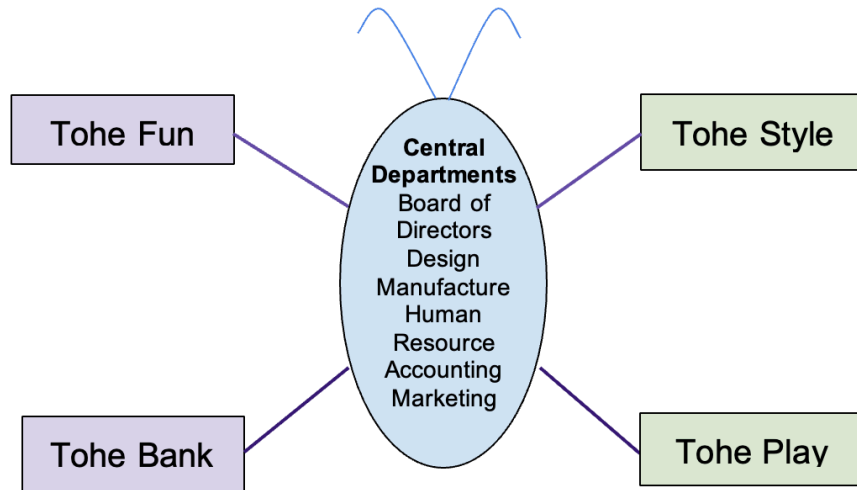 Tohe Fun
Tohe Style
Central
Departments
Board of
Directors
Design
Manufacture
Human
Resource
Accounting
Marketing
Tohe Bank
Tohe Play